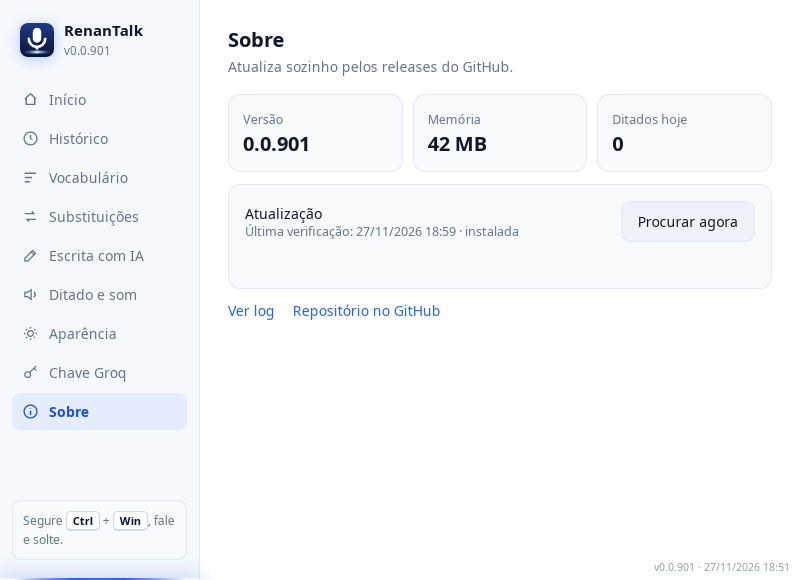 RenanTalk
v0.0.901
Início
Histórico
Vocabulário
Substituições
Escrita com IA
Ditado e som
Aparência
Chave Groq
Sobre
Segure Ctrl + Win, fale
e solte.
Sobre
Atualiza sozinho pelos releases do GitHub.
Versão
0.0.901
Memória
42 MB
Ditados hoje
0
Atualização
Última verificação: 27/11/2026 18:59 · instalada
Procurar agora
Ver log
Repositório no GitHub
v0.0.901 · 27/11/2026 18:51